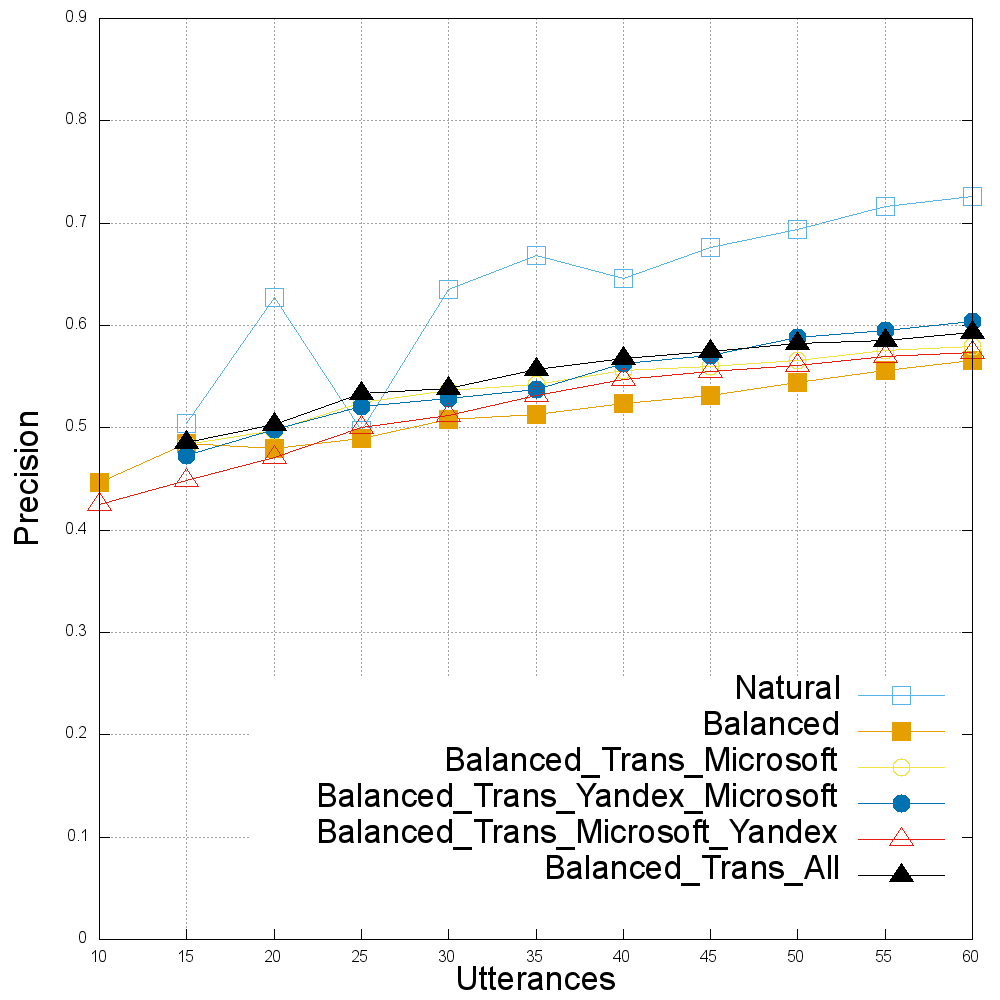 0.9
0.8
0.7
0.6
0.5
0.4
0.3
0.2
0.1
0
Precision
Natural
Balanced
Balanced_Trans_Microsoft
Balanced_Trans_Yandex_Microsoft
Balanced_Trans_Microsoft_Yandex
Balanced_Trans_All
10 15 20 25 30 35 40 45 50 55 60
Utterances